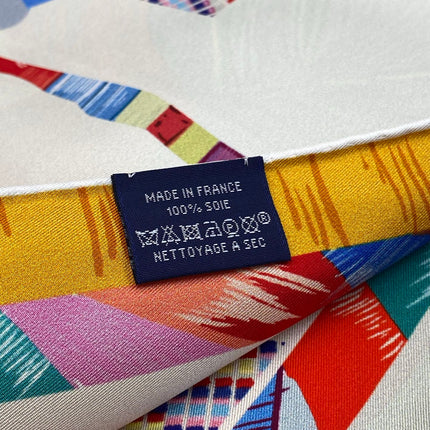 MADE IN FRANCE
100% SOIE
NETTOYAGE A SEC